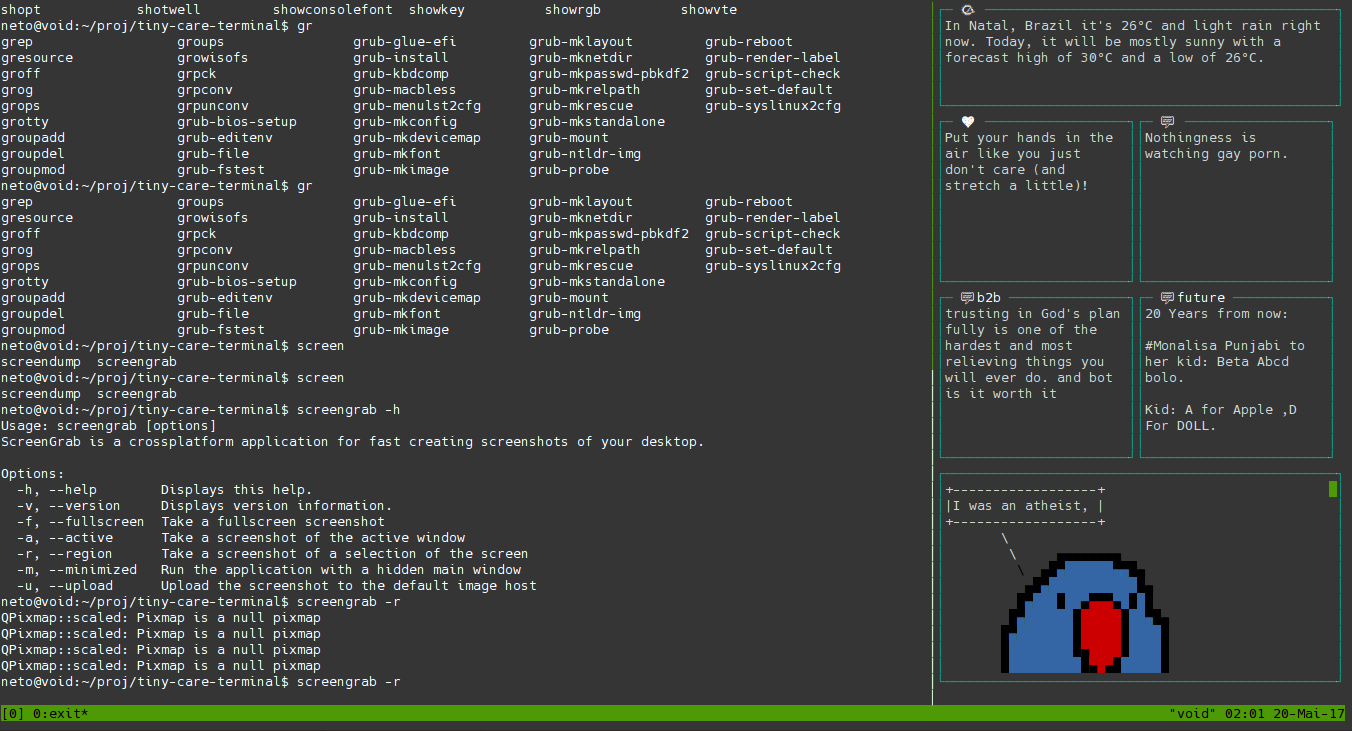 shopt shotwell showconsolefont showkey showrgb showvte
neto@void:~/proj/tiny-care-terminal$ gr
grep groups grub-glue-efi grub-mklayout grub-reboot
gresource growisofs grub-install grub-mknetdir grub-render-label
groff grpck grub-kbdcomp grub-mkpasswd-pbkdf2 grub-script-check
grog grpconv grub-macbless grub-mkrelpath grub-set-default
grops grpunconv grub-menulst2cfg grub-mkrescue grub-syslinux2cfg
grotty grub-bios-setup grub-mkconfig grub-mkstandalone
groupadd grub-editenv grub-mkdevicemap grub-mount
groupdel grub-file grub-mkfont grub-ntldr-img
groupmod grub-fstest grub-mkimage grub-probe
neto@void:~/proj/tiny-care-terminal$ gr
grep groups grub-glue-efi grub-mklayout grub-reboot
gresource growisofs grub-install grub-mknetdir grub-render-label
groff grpck grub-kbdcomp grub-mkpasswd-pbkdf2 grub-script-check
grog grpconv grub-macbless grub-mkrelpath grub-set-default
grops grpunconv grub-menulst2cfg grub-mkrescue grub-syslinux2cfg
grotty grub-bios-setup grub-mkconfig grub-mkstandalone
groupadd grub-editenv grub-mkdevicemap grub-mount
groupdel grub-file grub-mkfont grub-ntldr-img
groupmod grub-fstest grub-mkimage grub-probe
neto@void:~/proj/tiny-care-terminal$ screen
screendump screengrab
neto@void:~/proj/tiny-care-terminal$ screen
screendump screengrab
neto@void:~/proj/tiny-care-terminal$ screengrab -h
Usage: screengrab [options]
ScreenGrab is a crossplatform application for fast creating screenshots of your desktop.
Options:
-h, --help Displays this help.
-v, --version Displays version information.
-f, --fullscreen Take a fullscreen screenshot
-a, --active Take a screenshot of the active window
-r, --region Take a screenshot of a selection of the screen
-m, --minimized Run the application with a hidden main window
-u, --upload Upload the screenshot to the default image host
neto@void:~/proj/tiny-care-terminal$ screengrab -r
QPixmap::scaled: Pixmap is a null pixmap
QPixmap::scaled: Pixmap is a null pixmap
QPixmap::scaled: Pixmap is a null pixmap
QPixmap::scaled: Pixmap is a null pixmap
neto@void:~/proj/tiny-care-terminal$ screengrab -r
In Natal, Brazil it's 26°C and light rain right
now. Today, it will be mostly sunny with a
forecast high of 30°C and a low of 26°C.
Put your hands in the
air like you just
don't care (and
stretch a little)!
Nothingness is
watching gay porn.
b2b
trusting in God's plan
fully is one of the
hardest and most
relieving things you
will ever do. and bot
is it worth it
future
20 Years from now:
#Monalisa Punjabi to
her kid: Beta Abcd
bolo.
Kid: A for Apple ,D
For DOLL.
+------------------+
|I was an atheist, |
+------------------+
[0] 0:exit* "void" 02:01 20-Mai-17